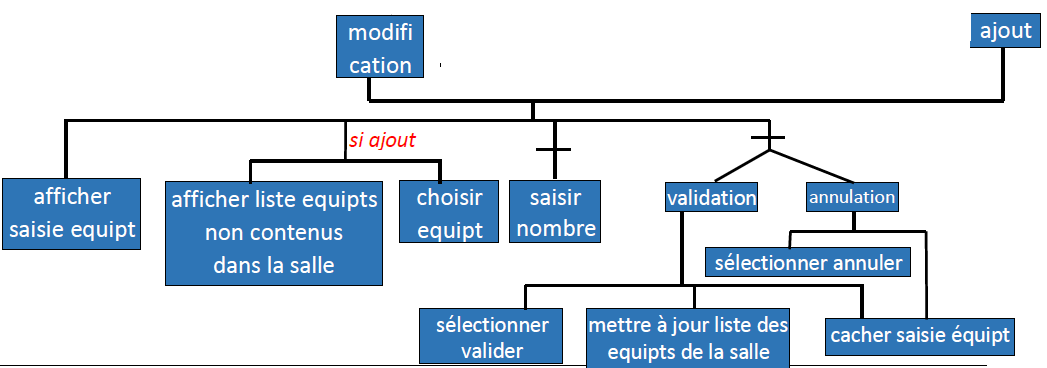 modifi
cation
ajout
si ajout
afficher
saisie equipt
afficher liste equipts
non contenus
dans la salle
choisir
equipt
saisir
nombre
validation
annulation
sélectionner annuler
sélectionner
valider
mettre à jour liste des
equipts de la salle
cacher saisie équipt